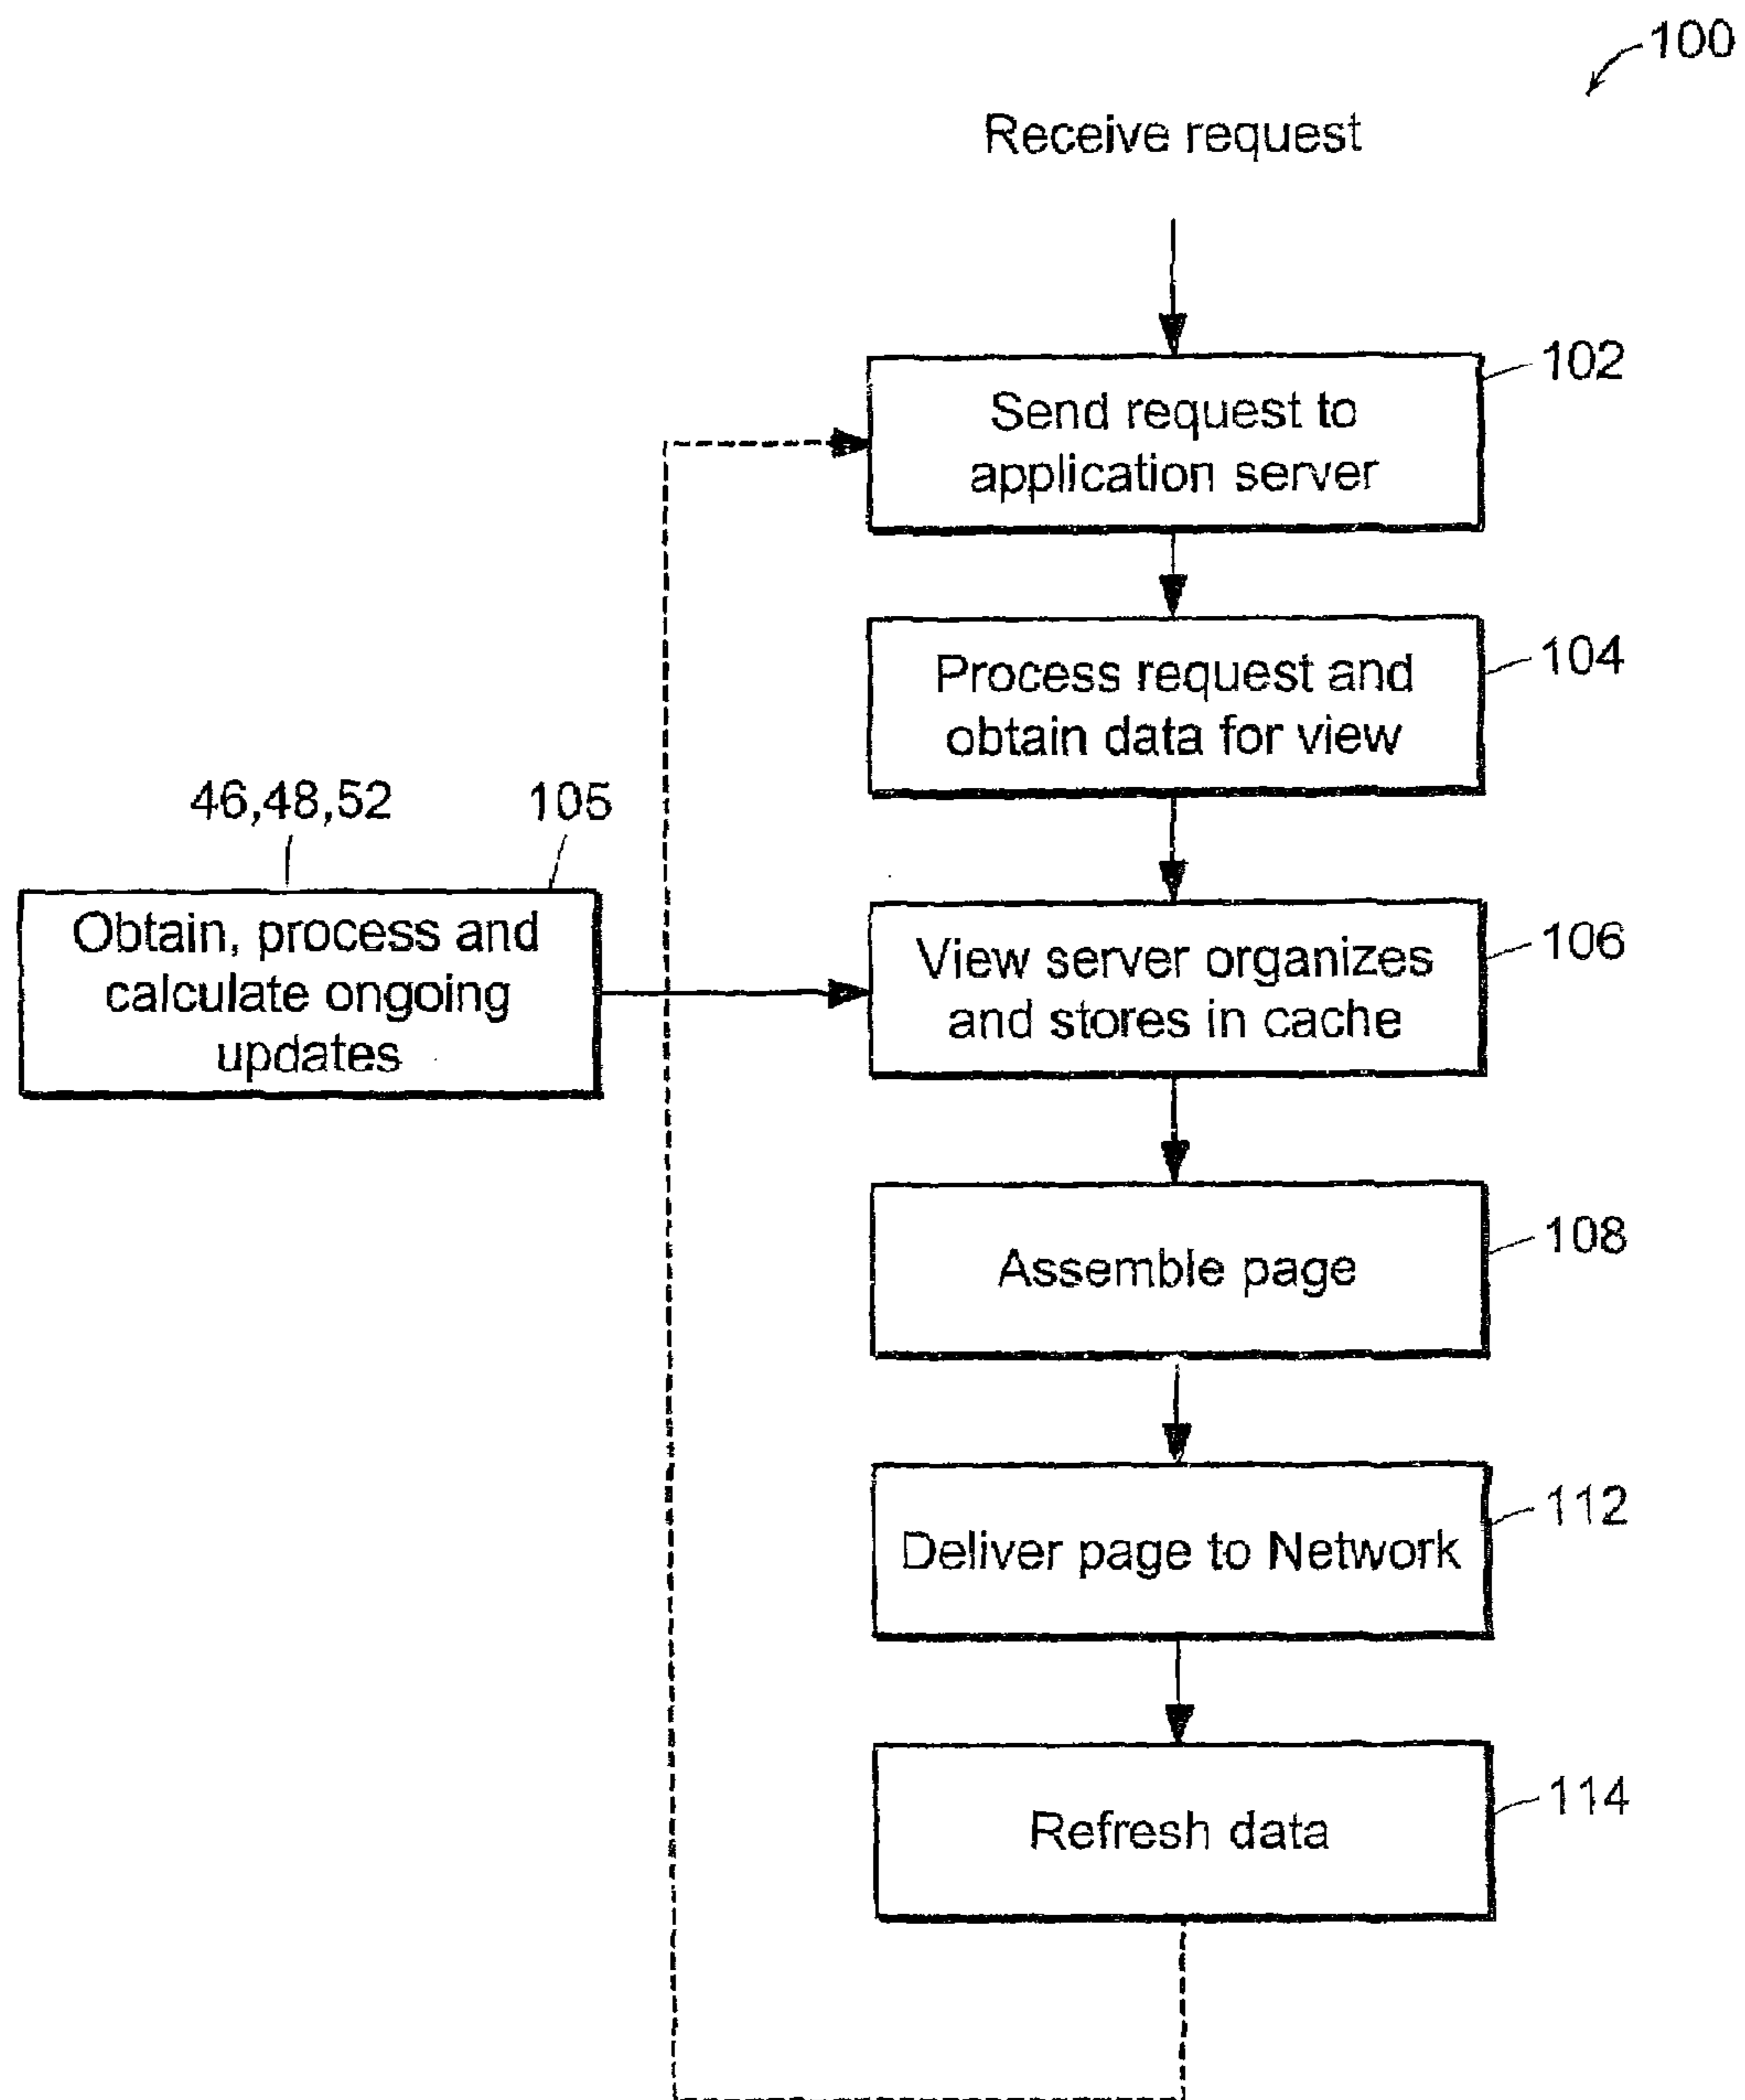 100
Receive request
102
Send request to
application server
104
Process request and
obtain data for view
46,48,52
105
Obtain, process and
calculate ongoing
updates
106
View server organizes
and stores in cache
108
Assemble page
112
Deliver page to Network
114
Refresh data